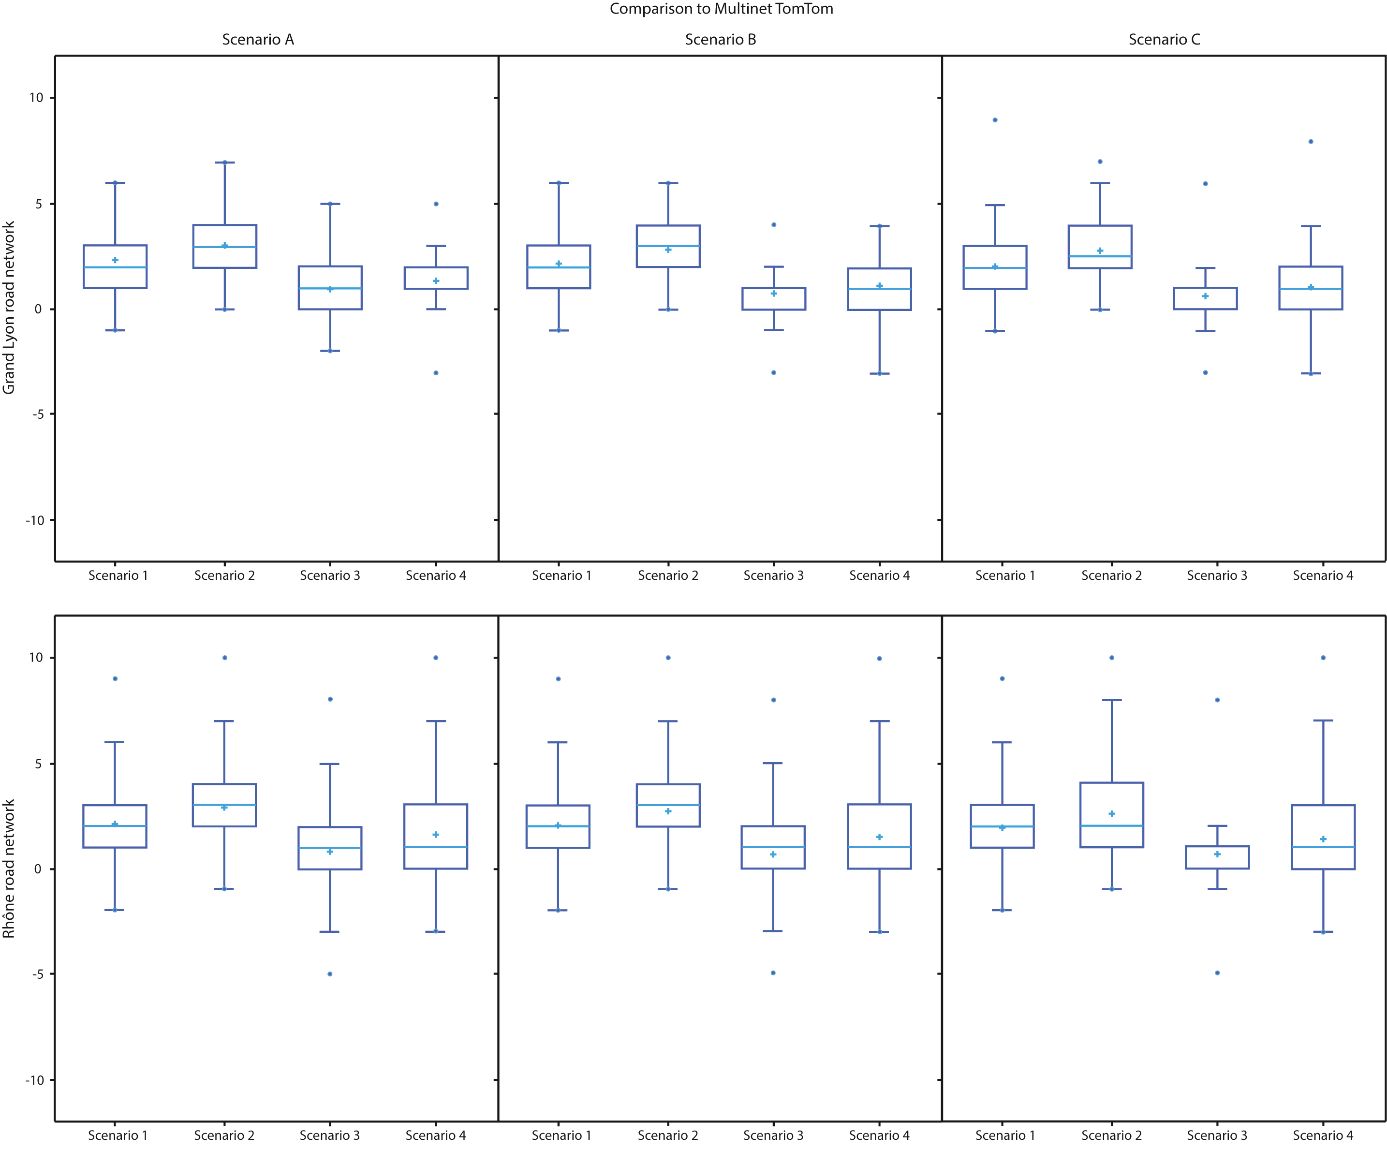 Comparison to Multinet TomTom
Scenario A
Scenario B
Scenario C
Grand Lyon road network
10
5
0
-5
-10
Scenario 1
Scenario 2
Scenario 3
Scenario 4
Scenario 1
Scenario 2
Scenario 3
Scenario 4
Scenario 1
Scenario 2
Scenario 3
Scenario 4
Rhône road network
10
5
0
-5
-10
Scenario 1
Scenario 2
Scenario 3
Scenario 4
Scenario 1
Scenario 2
Scenario 3
Scenario 4
Scenario 1
Scenario 2
Scenario 3
Scenario 4